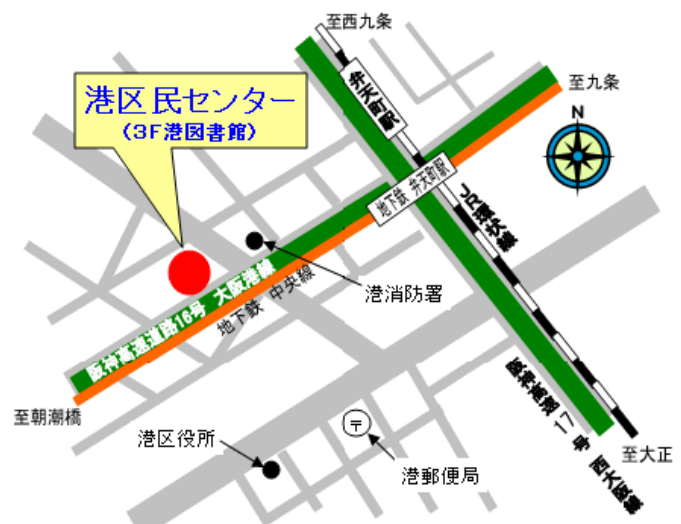 至西九条
弁天町駅
至九条
港区民センター
（3F港図書館）
N
地下鉄 弁天町駅
JR環状線
港消防署
阪神高速道路16号 大阪港線
地下鉄 中央線
至朝潮橋
港区役所
〒
港郵便局
阪神高速17号 西大阪線
至大正